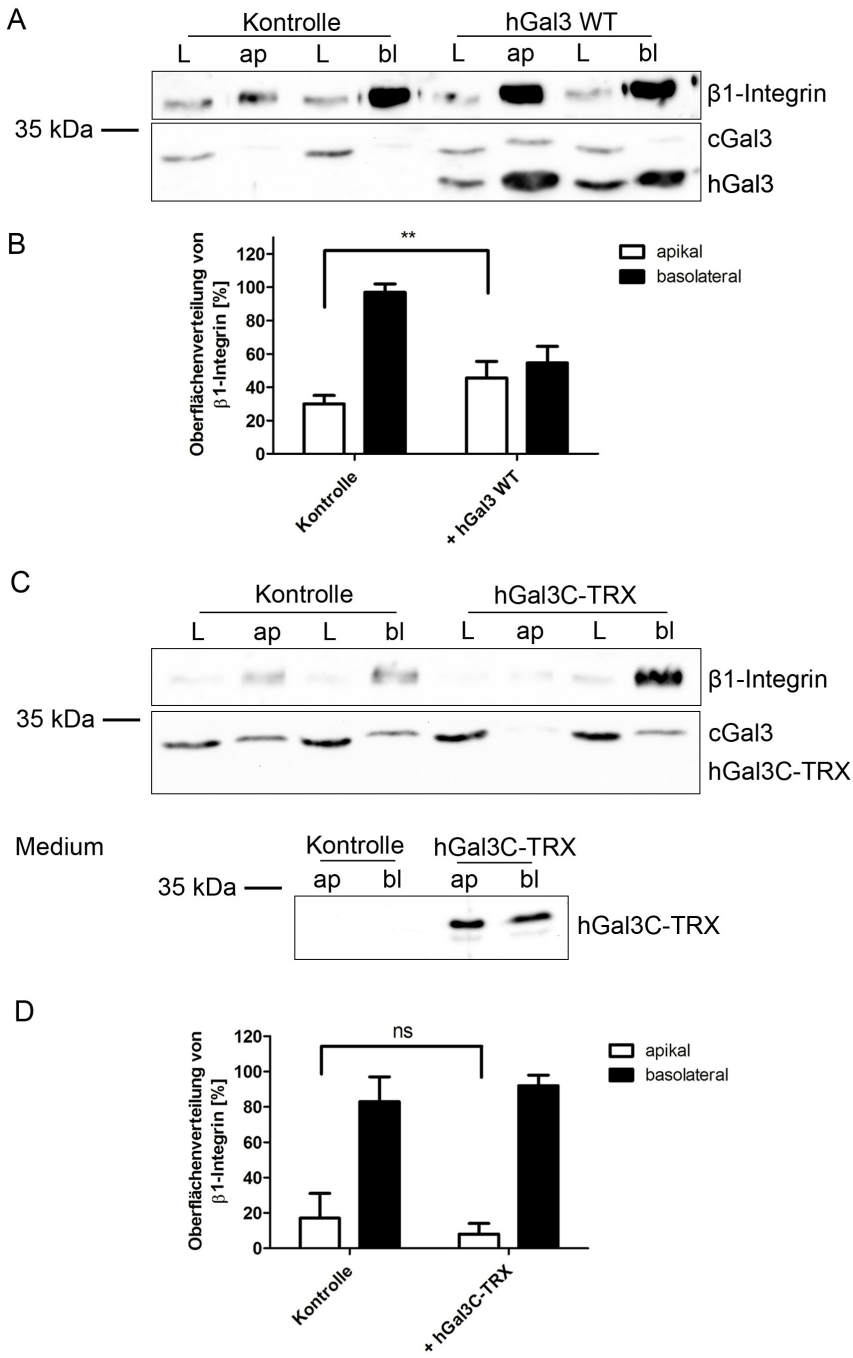 A
Kontrolle hGal3 WT
L ap L bl L ap L bl
β1-Integrin
35 kDa
cGal3
hGal3
B
Oberflächenverteilung von
β1-Integrin [%]
120
100
80
60
40
20
0
**
apikal
basolateral
Kontrolle
+ hGal3 WT
C
Kontrolle hGal3C-TRX
L ap L bl L ap L bl
β1-Integrin
35 kDa
cGal3
hGal3C-TRX
Medium
Kontrolle hGal3C-TRX
ap bl ap bl
35 kDa
hGal3C-TRX
D
Oberflächenverteilung von
β1-Integrin [%]
120
100
80
60
40
20
0
ns
apikal
basolateral
Kontrolle
+ hGal3C-TRX